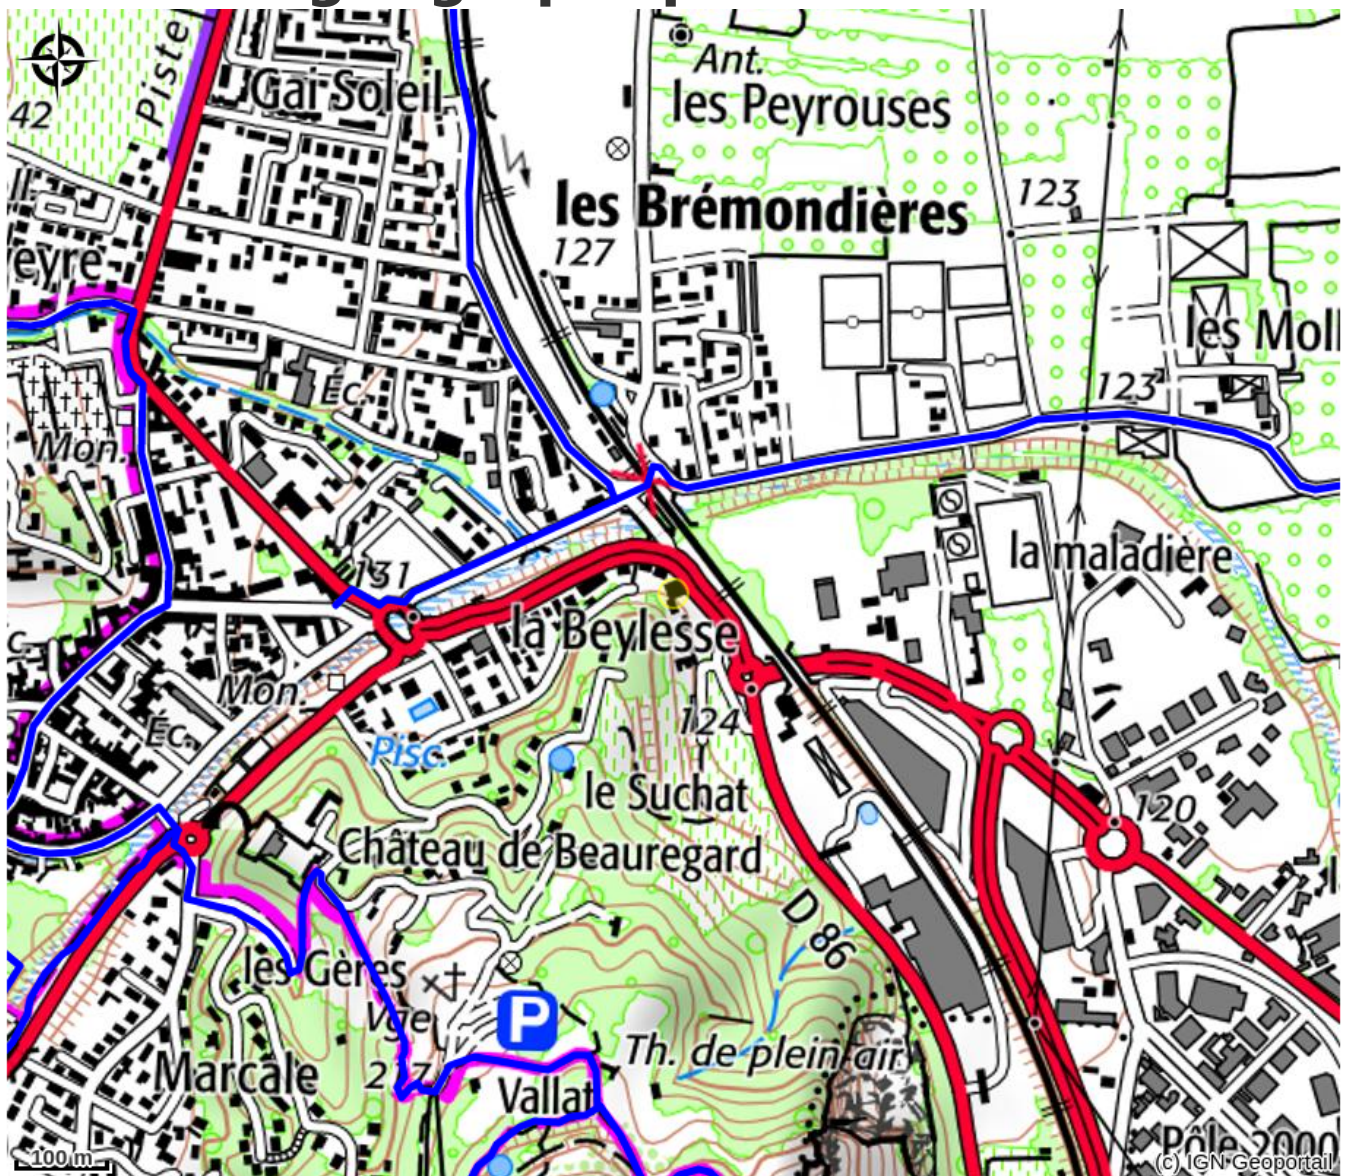 Piste
Ant.
Gai Soleil
les Peyrouses
42
les Brémondières
123
127
eyre
les Moll
Éc.
123
Mon.
131
la maladière
la Beylesse
Mon.
124
Éc.
Pisc.
le Suchat
120
Château de Beauregard
D 86
les Gères
P
Vge
Th. de plein air
Marcale
217
Vallat
Pôle 2000
100 m
(c) IGN Geoportail